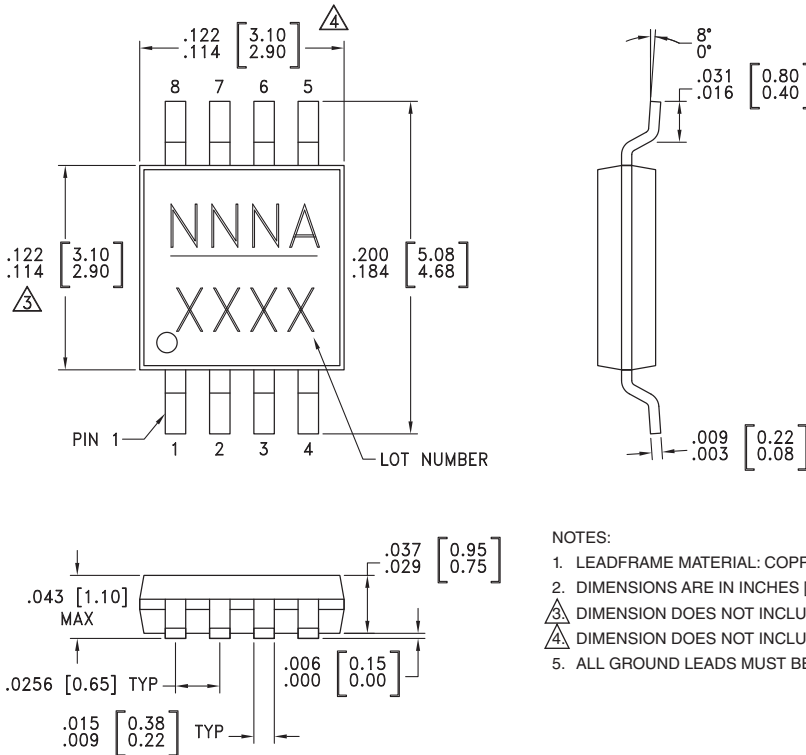 .122 [3.10]
.114 [2.90]
4
8 7 6 5
8°
0°
.031 [0.80]
.016 [0.40]
NNNA
XXXX
.122 [3.10]
.114 [2.90]
3
.200 [5.08]
.184 [4.68]
PIN 1
1 2 3 4
LOT NUMBER
.009 [0.22]
.003 [0.08]
.037 [0.95]
.029 [0.75]
.043 [1.10]
MAX
.0256 [0.65] TYP
.006 [0.15]
.000 [0.00]
.015 [0.38] TYP
.009 [0.22]
NOTES:
1. LEADFRAME MATERIAL: COPP
2. DIMENSIONS ARE IN INCHES [
3. DIMENSION DOES NOT INCLU
4. DIMENSION DOES NOT INCLU
5. ALL GROUND LEADS MUST BE